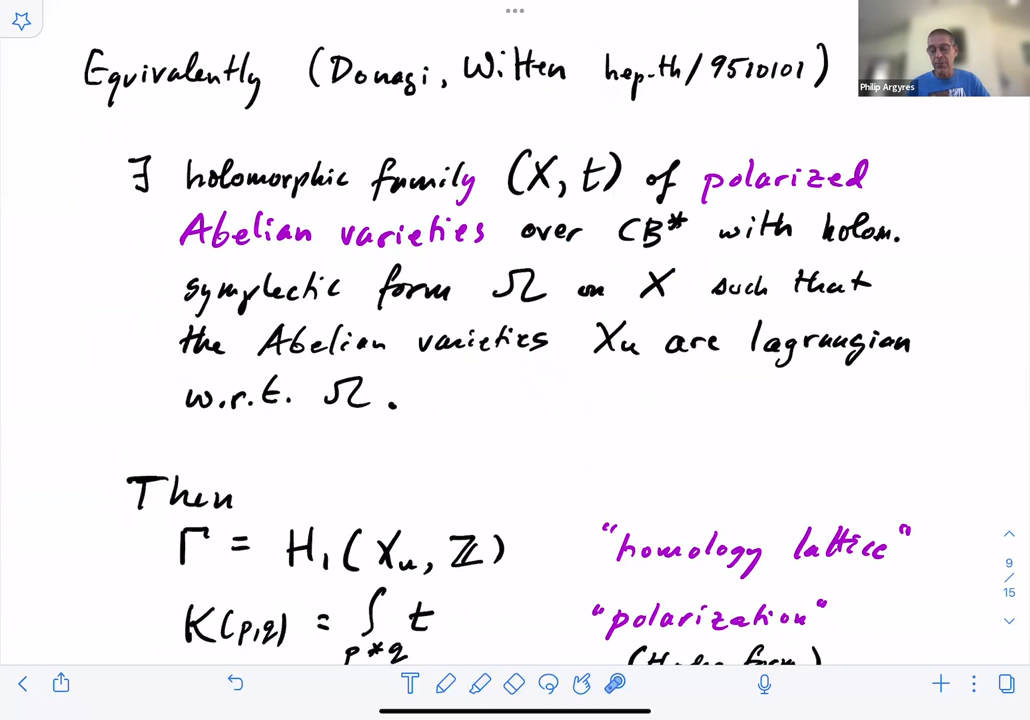 Equivalently (Donagi, Witten hep-th/9510101)
Philip Argyres
∃ holomorphic family (X, t) of polarized
Abelian varieties over CB* with holom.
symplectic form Ω on X such that
the Abelian varieties Xu are lagrangian
w.r.t. Ω.
Then
Γ = H₁(Xu, ℤ) "homology lattice"
K(p,q) = ∫ t "polarization"
p*q
9
/
15
T